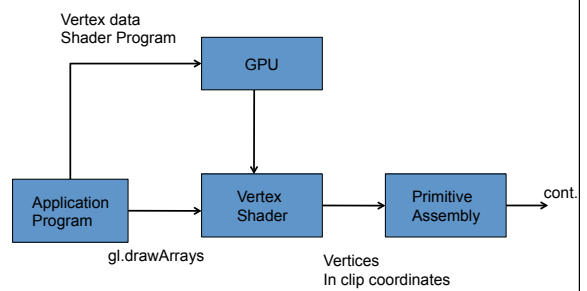 Vertex data
Shader Program
GPU
Application
Program
Vertex
Shader
Primitive
Assembly
cont.
gl.drawArrays
Vertices
In clip coordinates